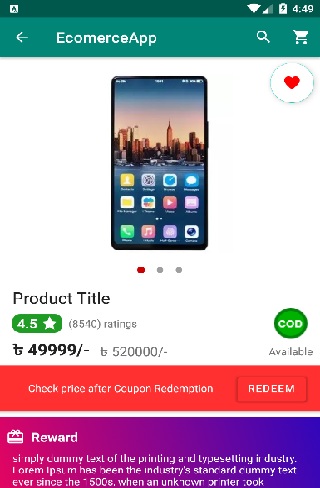 4:49
EcomerceApp
Product Title
4.5 (8540) ratings
COD
৳ 49999/- ৳ 520000/-
Available
Check price after Coupon Redemption REDEEM
Reward
simply dummy text of the printing and typesetting industry.
Lorem Ipsum has been the industry's standard dummy text
ever since the 1500s, when an unknown printer took